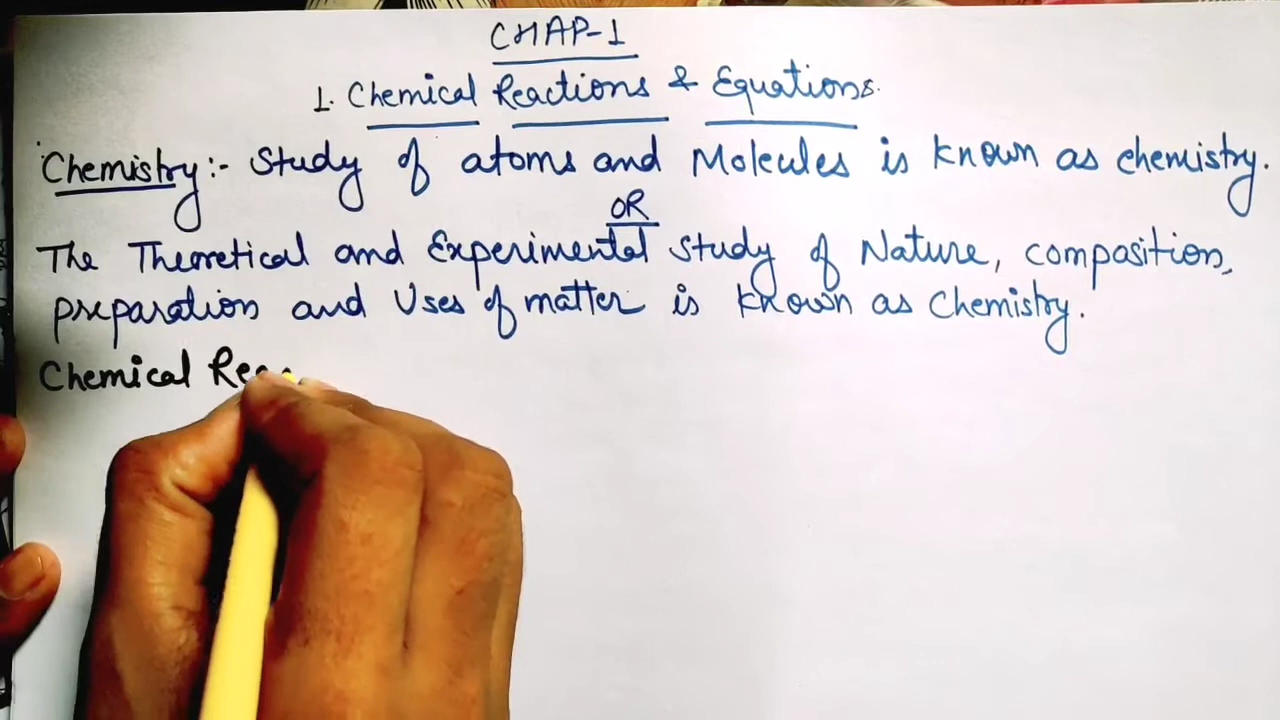 CHAP-1
1. Chemical Reactions & Equations.
Chemistry:- Study of atoms and Molecules is known as chemistry.
OR
The Theoretical and Experimental study of Nature, composition,
preparation and Uses of matter is known as Chemistry.
Chemical